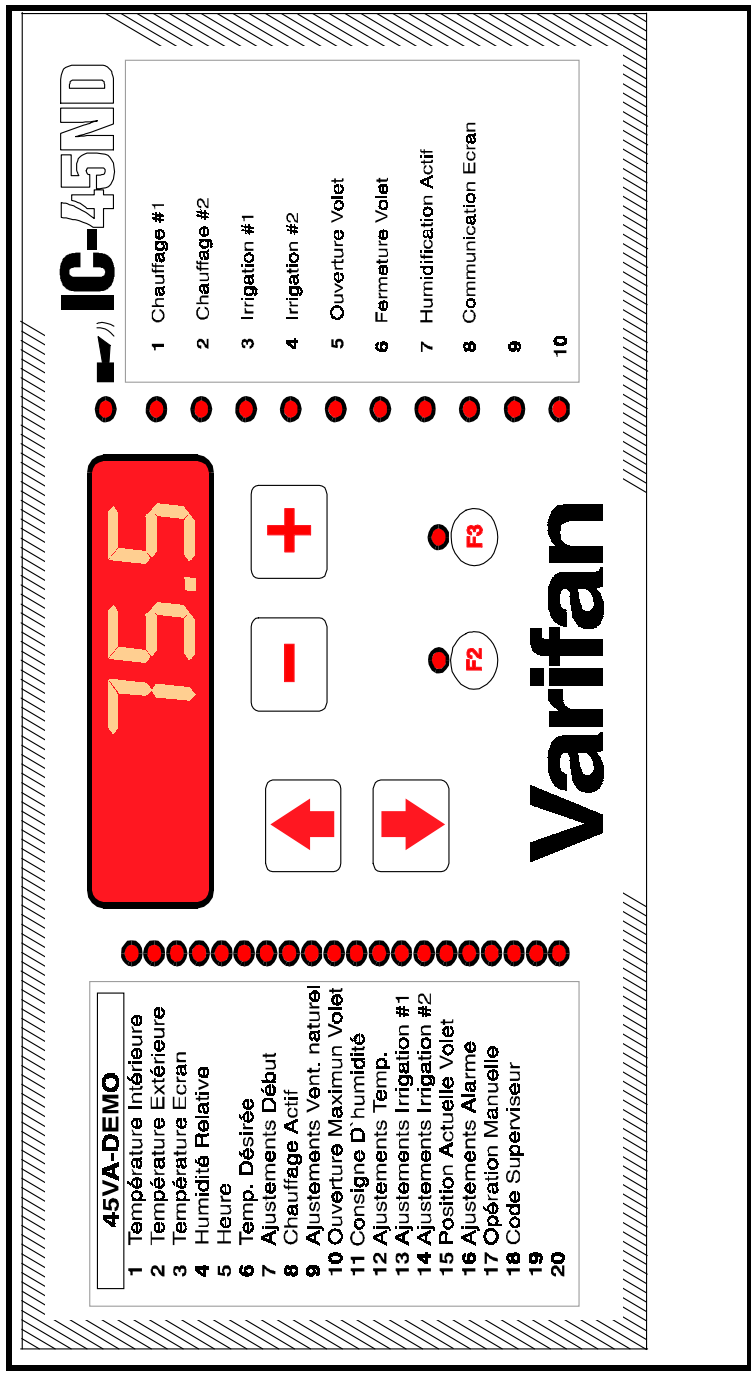 45VA-DEMO
1 Température Intérieure
2 Température Extérieure
3 Température Ecran
4 Humidité Relative
5 Heure
6 Temp. Désirée
7 Ajustements Début
8 Chauffage Actif
9 Ajustements Vent. naturel
10 Ouverture Maximun Volet
11 Consigne D`humidité
12 Ajustements Temp.
13 Ajustements Irrigation #1
14 Ajustements Irrigation #2
15 Position Actuelle Volet
16 Ajustements Alarme
17 Opération Manuelle
18 Code Superviseur
19
20
75.5
-
+
F2
F3
Varifan
IC-45ND
1 Chauffage #1
2 Chauffage #2
3 Irrigation #1
4 Irrigation #2
5 Ouverture Volet
6 Fermeture Volet
7 Humidification Actif
8 Communication Ecran
9
10